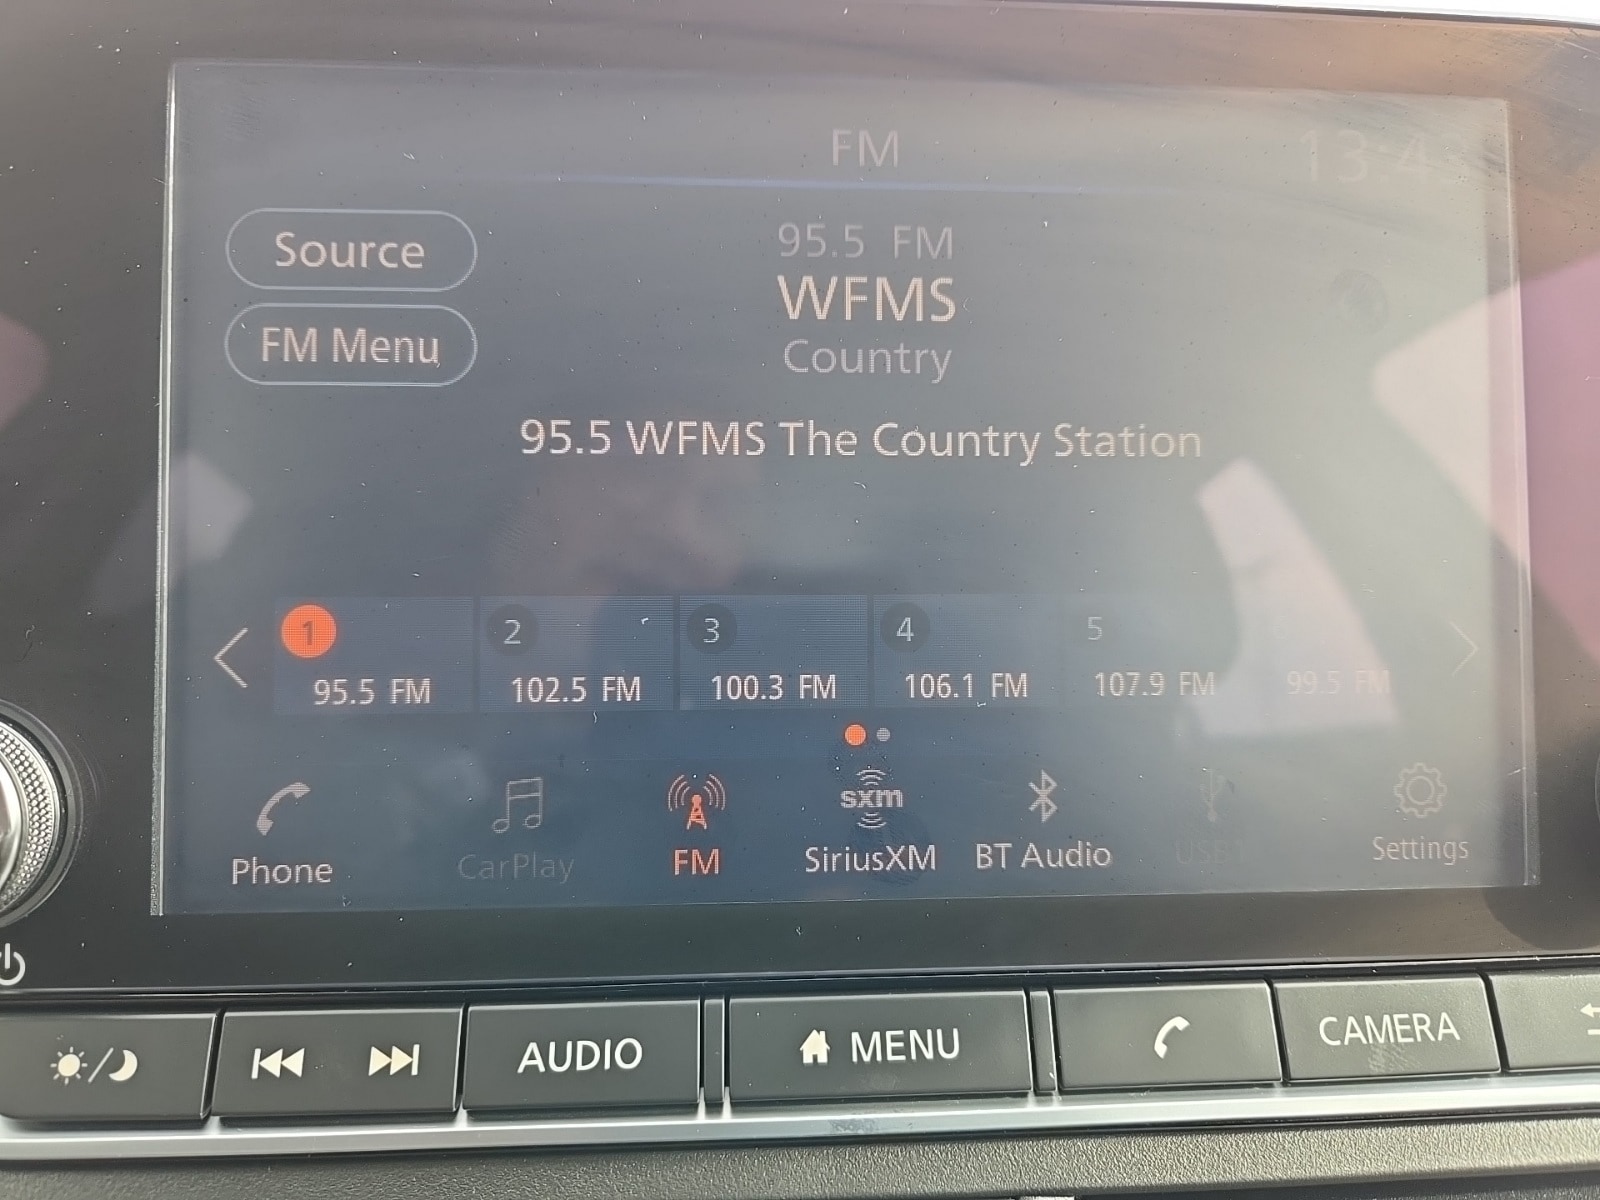 FM
Source
95.5 FM
WFMS
FM Menu
Country
95.5 WFMS The Country Station
1 2 3 4 5
95.5 FM 102.5 FM 100.3 FM 106.1 FM 107.9 FM 99.5 FM
sxm
Phone CarPlay FM SiriusXM BT Audio Settings
AUDIO MENU CAMERA